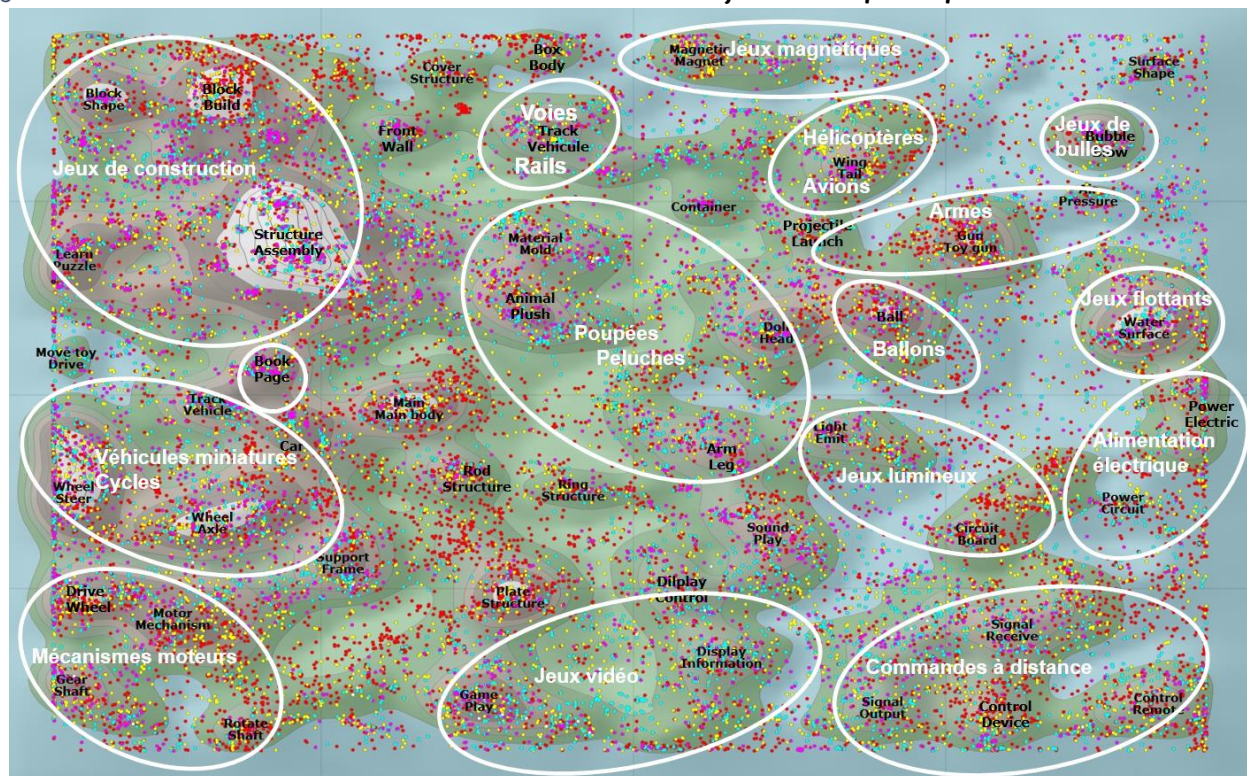 Box
Body
Magnetic
Magnet
Jeux magnétiques
Cover
Structure
Surface
Shape
Block
Shape
Block
Build
Voies
Track
Vehicule
Rails
Front
Wall
Hélicoptères
Wing
Tail
Avions
Jeux de
bulles
Bubble
Jeux de construction
Container
Pressure
Armes
Gun
Toy gun
Projectile
Launch
Structure
Assembly
Material
Mold
Learn
Puzzle
Animal
Plush
Poupées
Peluches
Doll
Head
Ball
Ballons
Jeux flottants
Water
Surface
Move toy
Drive
Book
Page
Track
Vehicle
Main
Main body
Car
Power
Electric
Alimentation
électrique
Power
Circuit
Light
Emit
Jeux lumineux
Circuit
Board
Arm
Leg
Véhicules miniatures
Cycles
Wheel
Steer
Wheel
Axle
Rod
Structure
Ring
Structure
Sound
Play
Support
Frame
Plate
Structure
Dilplay
Control
Drive
Wheel
Motor
Mechanism
Mécanismes moteurs
Gear
Shaft
Rotate
Shaft
Jeux vidéo
Display
Information
Game
Play
Signal
Receive
Commandes à distance
Signal
Output
Control
Device
Control
Remote